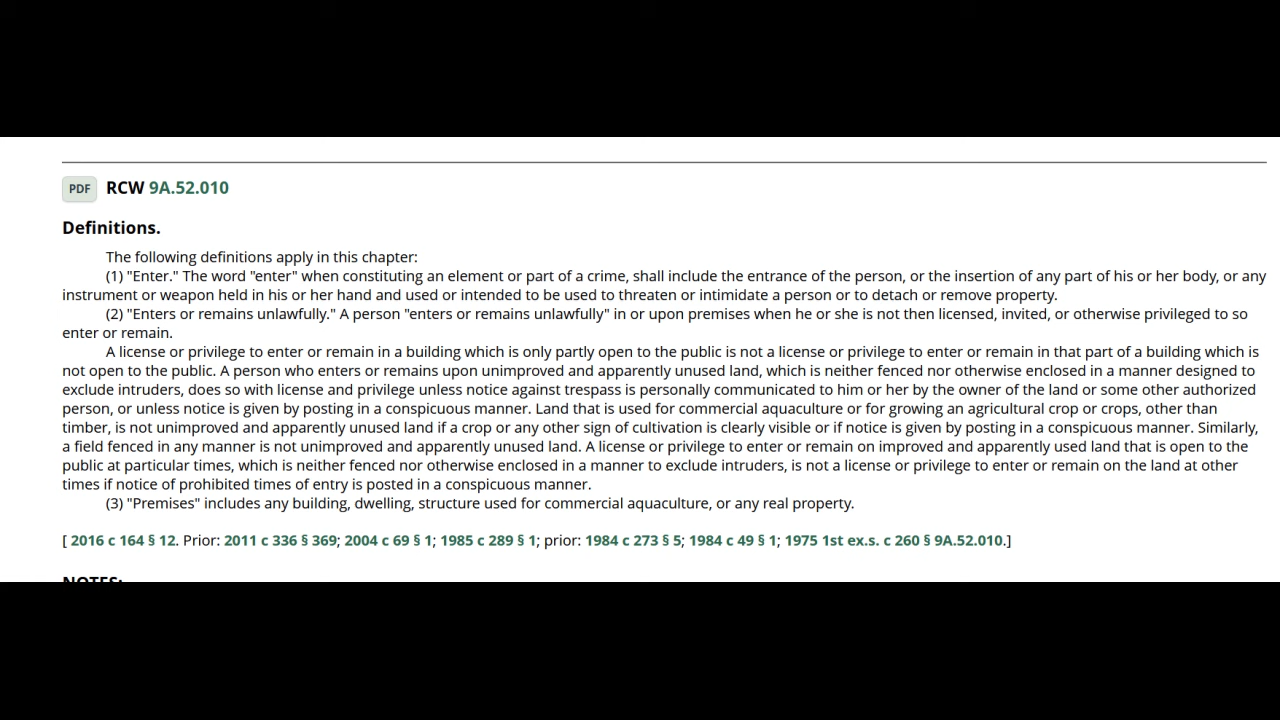 PDF RCW 9A.52.010
Definitions.
The following definitions apply in this chapter:
(1) "Enter." The word "enter" when constituting an element or part of a crime, shall include the entrance of the person, or the insertion of any part of his or her body, or any
instrument or weapon held in his or her hand and used or intended to be used to threaten or intimidate a person or to detach or remove property.
(2) "Enters or remains unlawfully." A person "enters or remains unlawfully" in or upon premises when he or she is not then licensed, invited, or otherwise privileged to so
enter or remain.
A license or privilege to enter or remain in a building which is only partly open to the public is not a license or privilege to enter or remain in that part of a building which is
not open to the public. A person who enters or remains upon unimproved and apparently unused land, which is neither fenced nor otherwise enclosed in a manner designed to
exclude intruders, does so with license and privilege unless notice against trespass is personally communicated to him or her by the owner of the land or some other authorized
person, or unless notice is given by posting in a conspicuous manner. Land that is used for commercial aquaculture or for growing an agricultural crop or crops, other than
timber, is not unimproved and apparently unused land if a crop or any other sign of cultivation is clearly visible or if notice is given by posting in a conspicuous manner. Similarly,
a field fenced in any manner is not unimproved and apparently unused land. A license or privilege to enter or remain on improved and apparently used land that is open to the
public at particular times, which is neither fenced nor otherwise enclosed in a manner to exclude intruders, is not a license or privilege to enter or remain on the land at other
times if notice of prohibited times of entry is posted in a conspicuous manner.
(3) "Premises" includes any building, dwelling, structure used for commercial aquaculture, or any real property.
[ 2016 c 164 § 12. Prior: 2011 c 336 § 369; 2004 c 69 § 1; 1985 c 289 § 1; prior: 1984 c 273 § 5; 1984 c 49 § 1; 1975 1st ex.s. c 260 § 9A.52.010.]
NOTES: